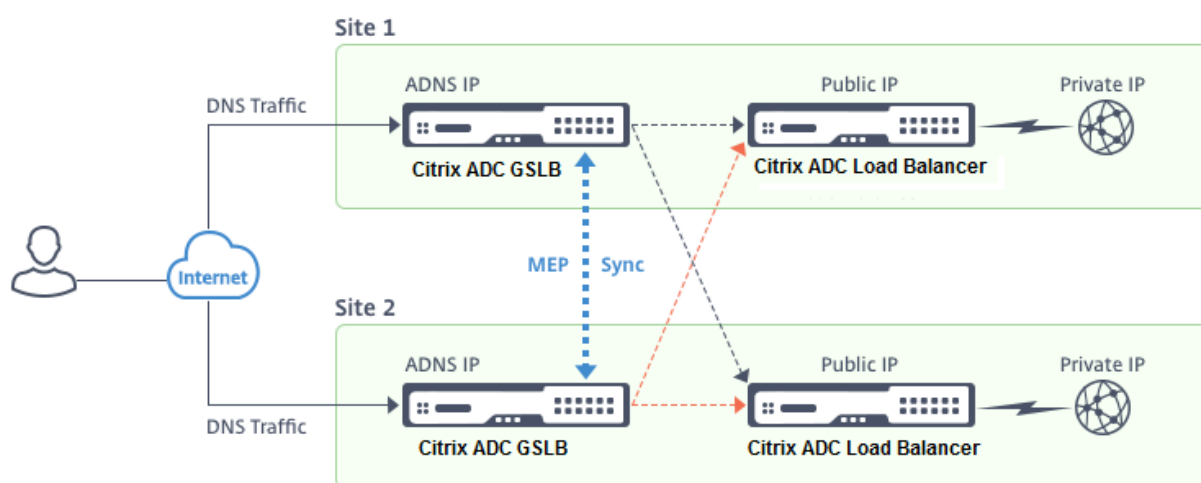 Site 1
ADNS IP
Public IP
Private IP
DNS Traffic
Citrix ADC GSLB
Citrix ADC Load Balancer
MEP Sync
Internet
Site 2
ADNS IP
Public IP
Private IP
DNS Traffic
Citrix ADC GSLB
Citrix ADC Load Balancer